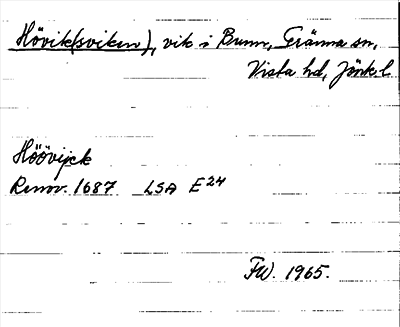 Hövik(sviken), vik i Bunn, Gränna sn,
Vista hd, Jönk.l.
Höövijck
Renov. 1687 LSA E24
FW. 1965.